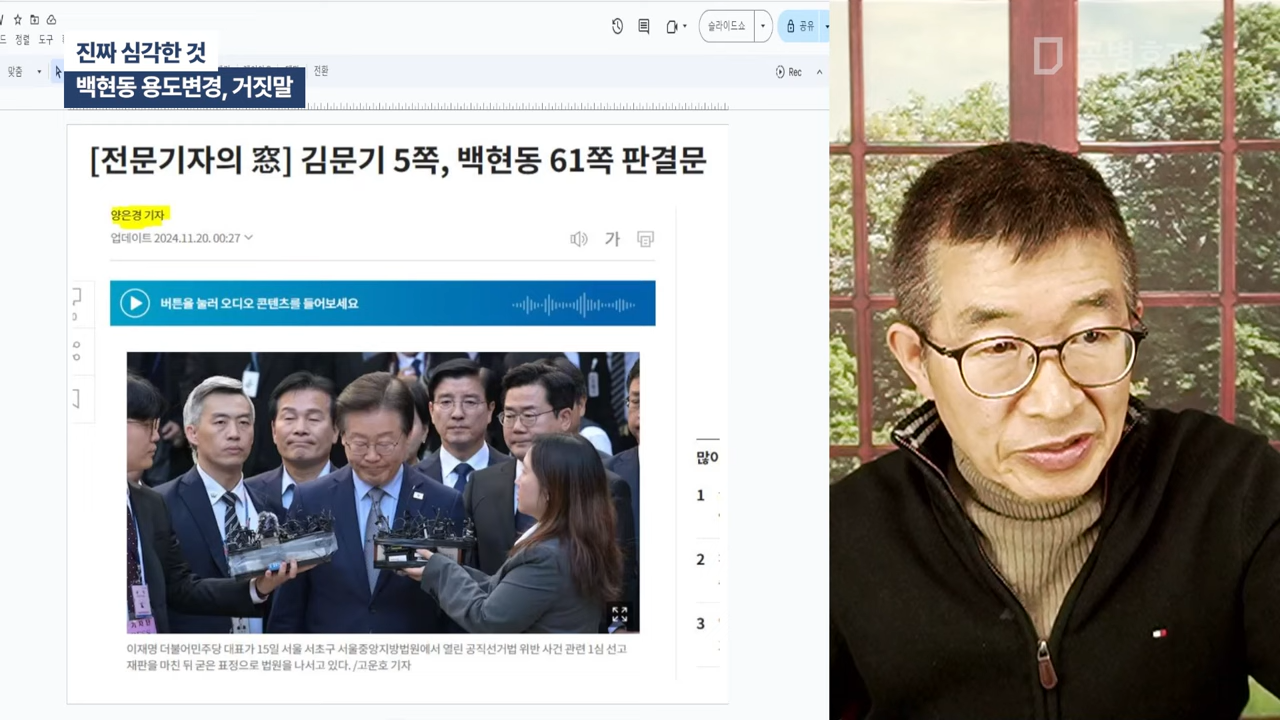 진짜 심각한 것
백현동 용도변경, 거짓말
정렬 도구
슬라이드쇼
공유
맞춤
전환
Rec
[전문기자의 窓] 김문기 5쪽, 백현동 61쪽 판결문
양은경 기자
업데이트 2024.11.20. 00:27
가
버튼을 눌러 오디오 콘텐츠를 들어보세요
많이
1
2
3
이재명 더불어민주당 대표가 15일 서울 서초구 서울중앙지방법원에서 열린 공직선거법 위반 사건 관련 1심 선고
재판을 마친 뒤 굳은 표정으로 법원을 나서고 있다. /고운호 기자